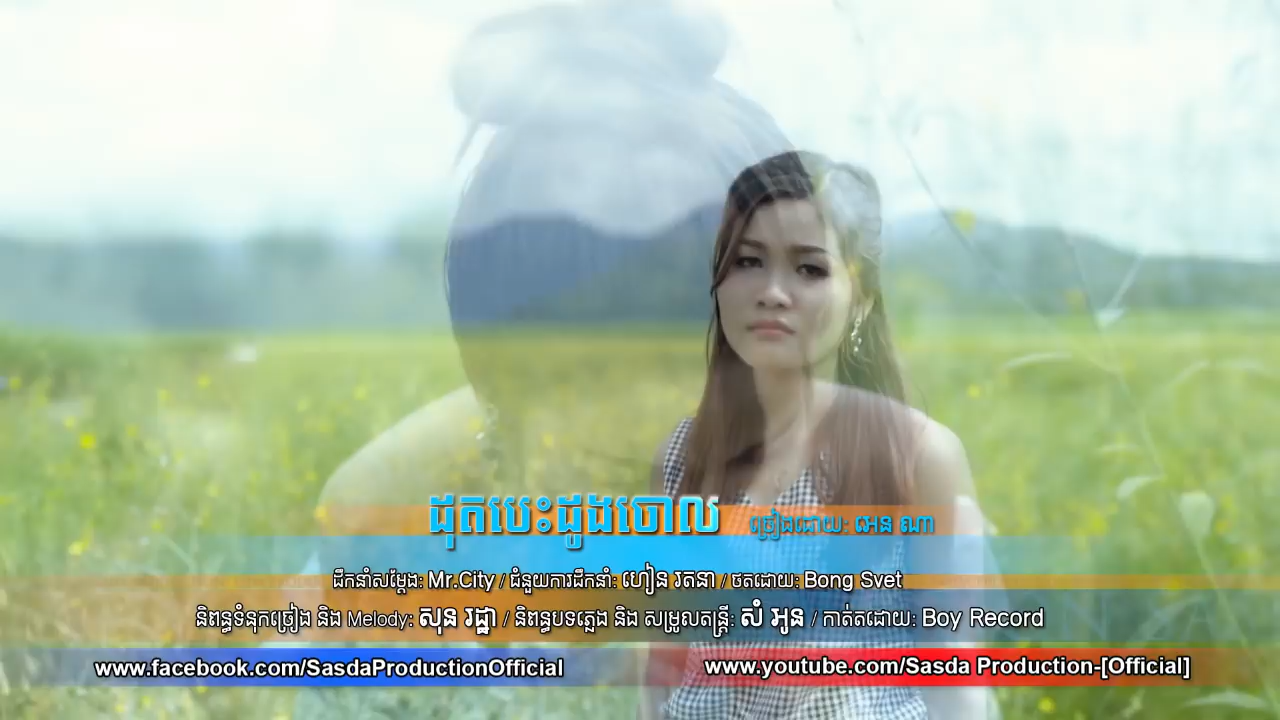 ដុតបេះដូងចោល ច្រៀងដោយ: អេន ណា
ដឹកនាំសម្តែង: Mr.City / ជំនួយការដឹកនាំ: ហៀន រតនា / ថតដោយ: Bong Svet
និពន្ធទំនុកច្រៀង និង Melody: សុន រដ្ឋា / និពន្ធបទភ្លេង និង សម្រួលតន្ត្រី: សំ អូន / កាត់តដោយ: Boy Record
www.facebook.com/SasdaProductionOfficial www.youtube.com/Sasda Production-[Official]